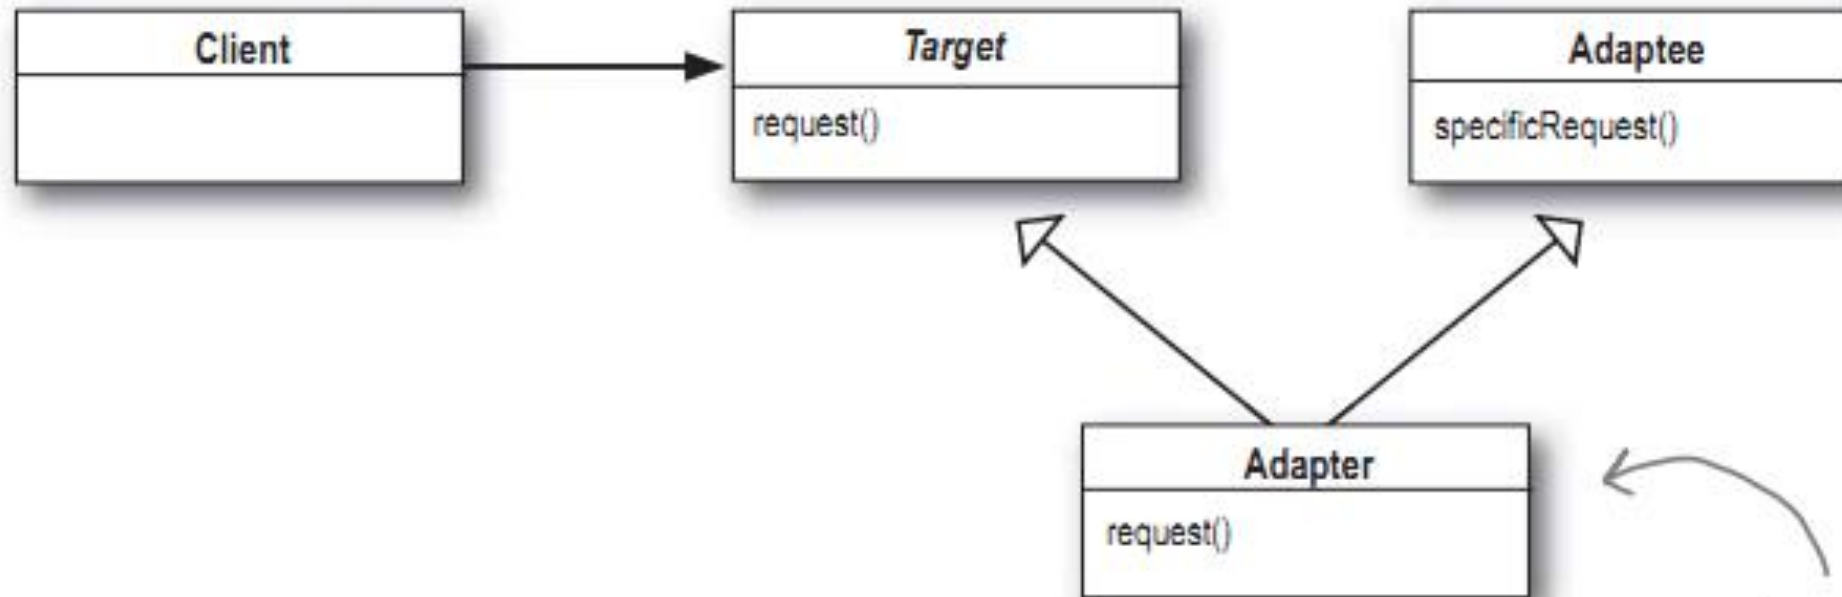 Client
Target
request()
Adaptee
specificRequest()
Adapter
request()